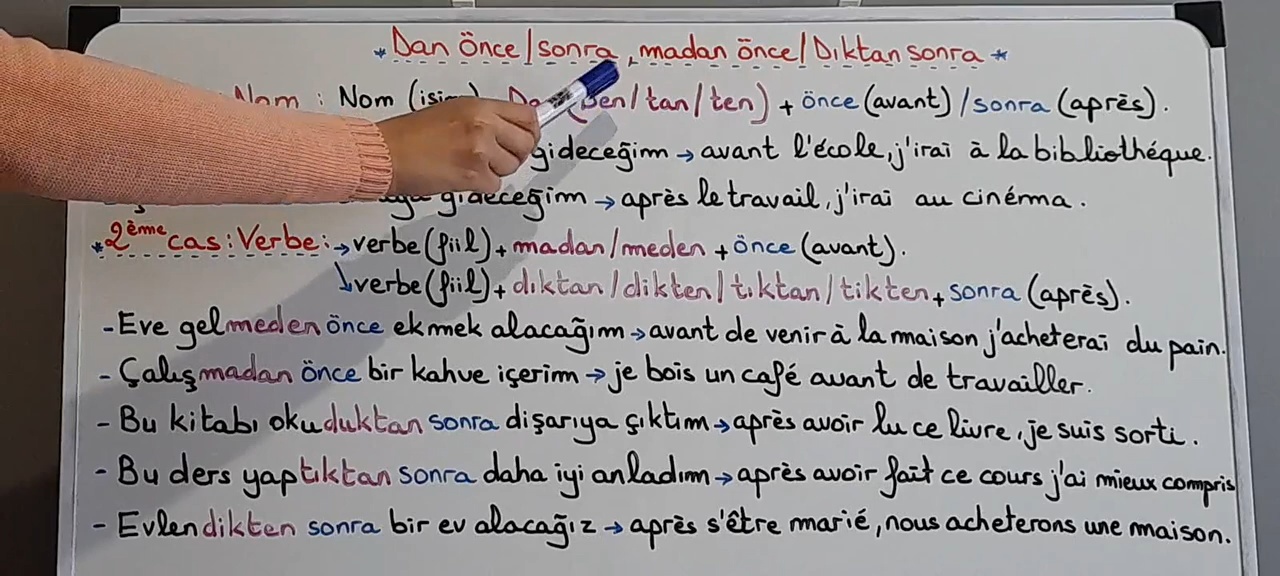 *Dan önce/sonra, madan önce/Dıktan sonra*
Nom : Nom (isim) (den/tan/ten) + önce (avant) /sonra (après).
gideceğim → avant l'école, j'irai à la bibliothéque.
gideceğim → après le travail, j'irai au cinéma.
*2ème cas : Verbe : → verbe (fiil) + madan/meden + önce (avant).
↳ verbe (fiil) + dıktan/dikten/tıktan/tikten + sonra (après).
- Eve gelmeden önce ekmek alacağım → avant de venir à la maison j'acheterai du pain.
- Çalışmadan önce bir kahve içerim → je bois un café avant de travailler.
- Bu kitabı okuduktan sonra dişarıya çıktım → après avoir lu ce livre, je suis sorti.
- Bu ders yaptıktan sonra daha iyi anladım → après avoir fait ce cours j'ai mieux compris
- Evlendikten sonra bir ev alacağız → après s'être marié, nous acheterons une maison.